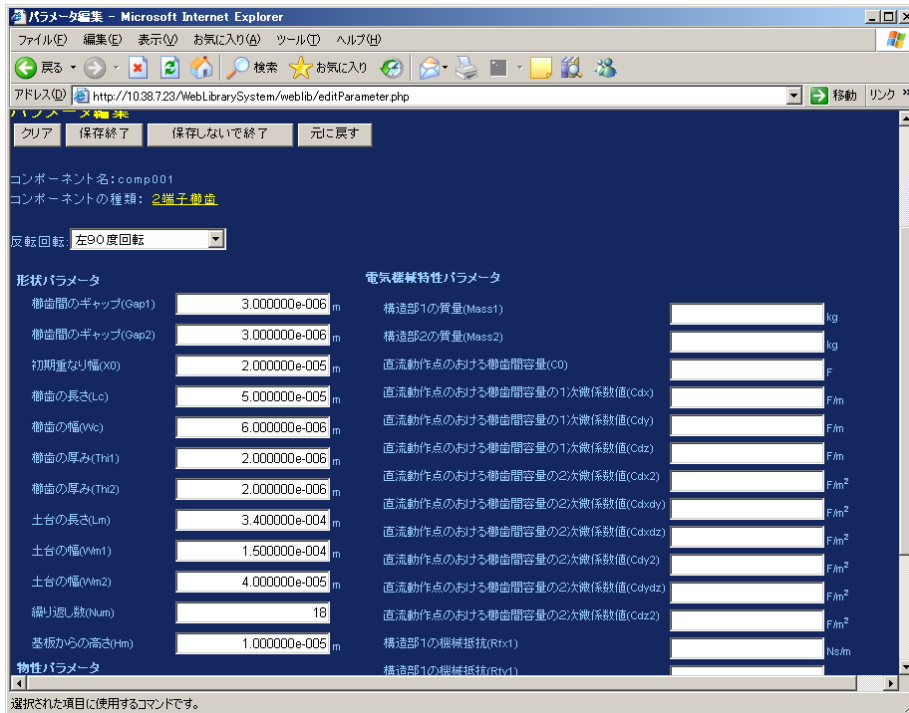 パラメータ編集 - Microsoft Internet Explorer
ファイル(F) 編集(E) 表示(V) お気に入り(A) ツール(T) ヘルプ(H)
戻る 検索 お気に入り
アドレス(D) http://10.38.7.23/WebLibrarySystem/weblib/editParameter.php 移動 リンク »
パラメータ編集
クリア 保存終了 保存しないで終了 元に戻す
コンポーネント名:comp001
コンポーネントの種類: 2端子櫛歯
反転回転: 左90度回転
形状パラメータ
櫛歯間のギャップ(Gap1) 3.000000e-006 m
櫛歯間のギャップ(Gap2) 3.000000e-006 m
初期重なり幅(X0) 2.000000e-005 m
櫛歯の長さ(Lc) 5.000000e-005 m
櫛歯の幅(Wc) 6.000000e-006 m
櫛歯の厚み(Thi1) 2.000000e-006 m
櫛歯の厚み(Thi2) 2.000000e-006 m
土台の長さ(Lm) 3.400000e-004 m
土台の幅(Wm1) 1.500000e-004 m
土台の幅(Wm2) 4.000000e-005 m
繰り返し数(Num) 18
基板からの高さ(Hm) 1.000000e-005 m
物性パラメータ
電気機械特性パラメータ
構造部1の質量(Mass1) kg
構造部2の質量(Mass2) kg
直流動作点のおける櫛歯間容量(C0) F
直流動作点のおける櫛歯間容量の1次微係数値(Cdx) F/m
直流動作点のおける櫛歯間容量の1次微係数値(Cdy) F/m
直流動作点のおける櫛歯間容量の1次微係数値(Cdz) F/m
直流動作点のおける櫛歯間容量の2次微係数値(Cdx2) F/m²
直流動作点のおける櫛歯間容量の2次微係数値(Cdxdy) F/m²
直流動作点のおける櫛歯間容量の2次微係数値(Cdxdz) F/m²
直流動作点のおける櫛歯間容量の2次微係数値(Cdy2) F/m²
直流動作点のおける櫛歯間容量の2次微係数値(Cdydz) F/m²
直流動作点のおける櫛歯間容量の2次微係数値(Cdz2) F/m²
構造部1の機械抵抗(Rfx1) Ns/m
構造部1の機械抵抗(Rfy1)
選択された項目に使用するコマンドです。